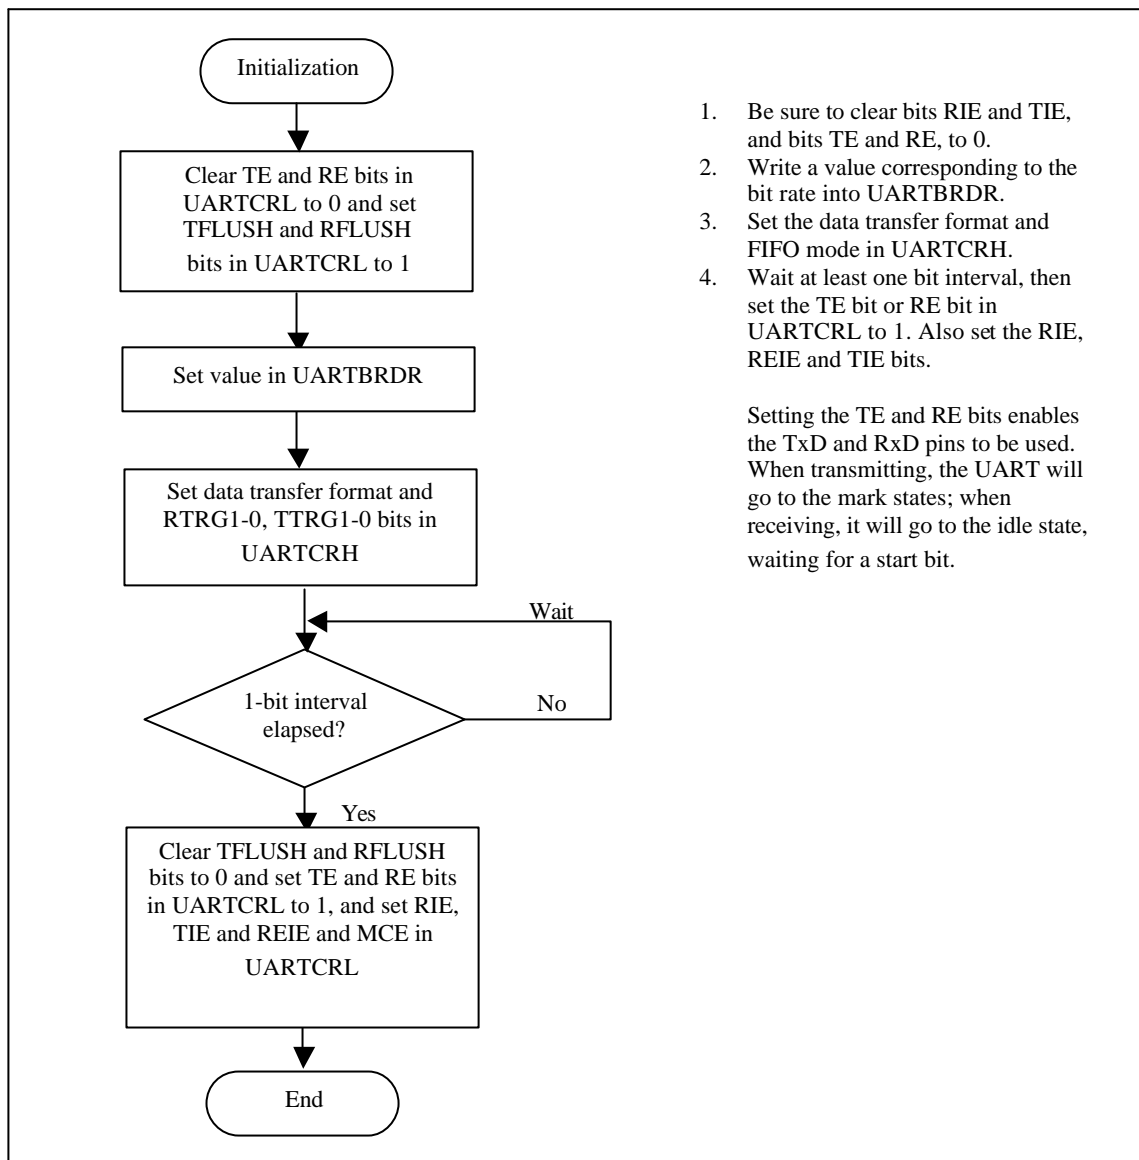 Initialization
Clear TE and RE bits in
UARTCRL to 0 and set
TFLUSH and RFLUSH
bits in UARTCRL to 1
Set value in UARTBRDR
Set data transfer format and
RTRG1-0, TTRG1-0 bits in
UARTCRH
Wait
1-bit interval
elapsed?
No
Yes
Clear TFLUSH and RFLUSH
bits to 0 and set TE and RE bits
in UARTCRL to 1, and set RIE,
TIE and REIE and MCE in
UARTCRL
End
1. Be sure to clear bits RIE and TIE,
and bits TE and RE, to 0.
2. Write a value corresponding to the
bit rate into UARTBRDR.
3. Set the data transfer format and
FIFO mode in UARTCRH.
4. Wait at least one bit interval, then
set the TE bit or RE bit in
UARTCRL to 1. Also set the RIE,
REIE and TIE bits.
Setting the TE and RE bits enables
the TxD and RxD pins to be used.
When transmitting, the UART will
go to the mark states; when
receiving, it will go to the idle state,
waiting for a start bit.